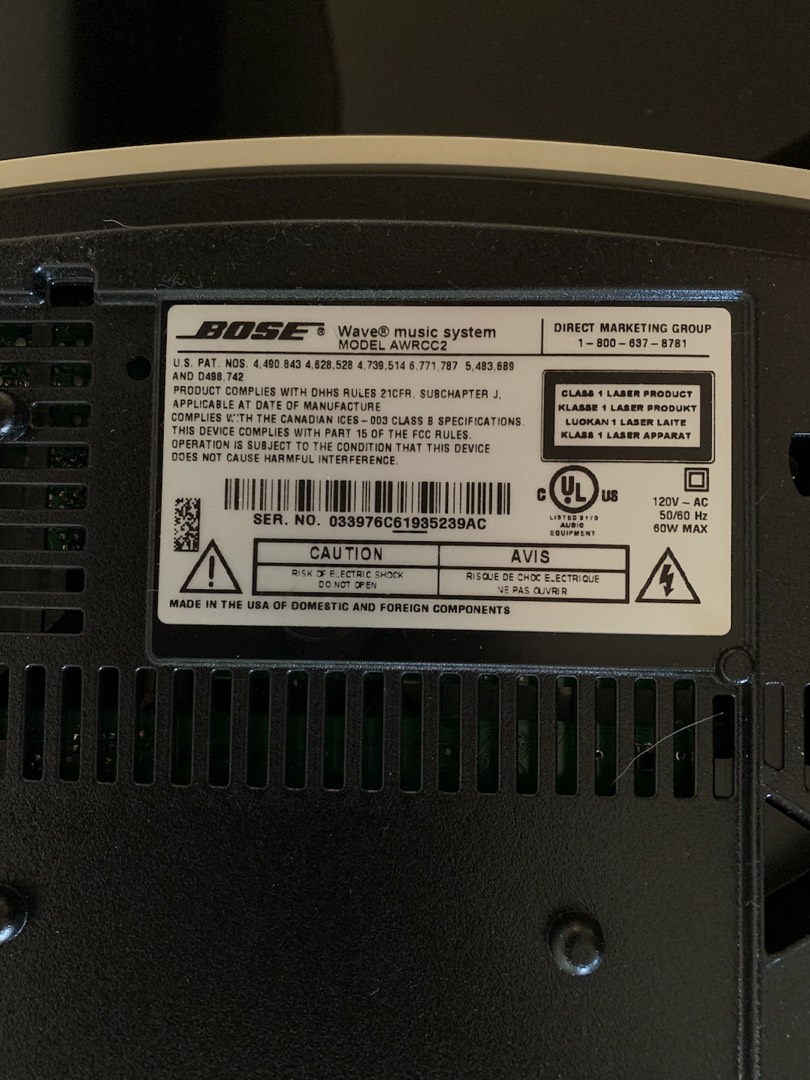 BOSE® Wave® music system
MODEL AWRCC2
DIRECT MARKETING GROUP
1-800-637-8781
U.S. PAT. NOS. 4,490,843 4,628,528 4,739,514 6,771,787 5,483,689
AND D498,742
PRODUCT COMPLIES WITH DHHS RULES 21CFR, SUBCHAPTER J,
APPLICABLE AT DATE OF MANUFACTURE
COMPLIES WITH THE CANADIAN ICES-003 CLASS B SPECIFICATIONS.
THIS DEVICE COMPLIES WITH PART 15 OF THE FCC RULES.
OPERATION IS SUBJECT TO THE CONDITION THAT THIS DEVICE
DOES NOT CAUSE HARMFUL INTERFERENCE.
CLASS 1 LASER PRODUCT
KLASSE 1 LASER PRODUKT
LUOKAN 1 LASER LAITE
KLASS 1 LASER APPARAT
SER. NO. 033976C61935239AC
C UL US
LISTED 317D
AUDIO
EQUIPMENT
120V ~ AC
50/60 Hz
60W MAX
CAUTION
RISK OF ELECTRIC SHOCK
DO NOT OPEN
AVIS
RISQUE DE CHOC ELECTRIQUE
NE PAS OUVRIR
MADE IN THE USA OF DOMESTIC AND FOREIGN COMPONENTS